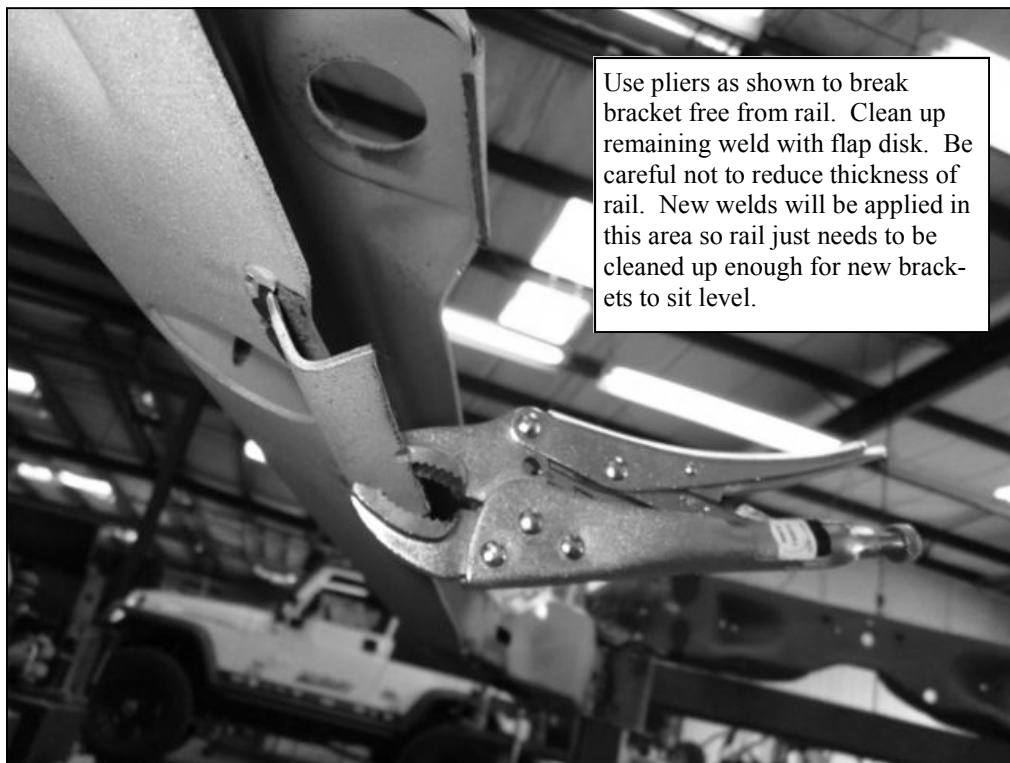 Use pliers as shown to break
bracket free from rail.  Clean up
remaining weld with flap disk.  Be
careful not to reduce thickness of
rail.  New welds will be applied in
this area so rail just needs to be
cleaned up enough for new brack-
ets to sit level.